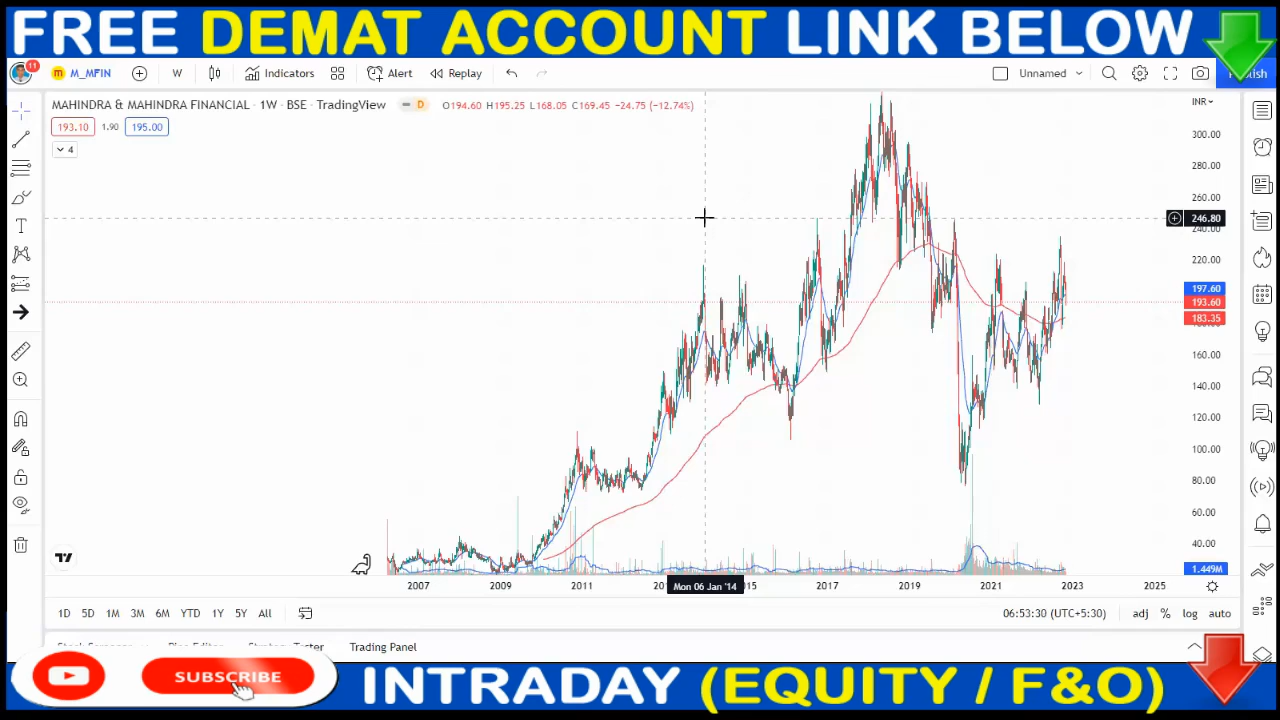 FREE DEMAT ACCOUNT LINK BELOW
11
m M_MFIN W Indicators Alert Replay Unnamed Publish
MAHINDRA & MAHINDRA FINANCIAL · 1W · BSE · TradingView D O194.60 H195.25 L168.05 C169.45 -24.75 (-12.74%) INR
193.10 1.90 195.00
4
300.00
280.00
260.00
246.80
240.00
220.00
197.60
193.60
183.35
160.00
140.00
120.00
100.00
80.00
60.00
40.00
1.449M
2007 2009 2011 Mon 06 Jan '14 2017 2019 2021 2023 2025
1D 5D 1M 3M 6M YTD 1Y 5Y All 06:53:30 (UTC+5:30) adj % log auto
Trading Panel
SUBSCRIBE
INTRADAY (EQUITY / F&O)